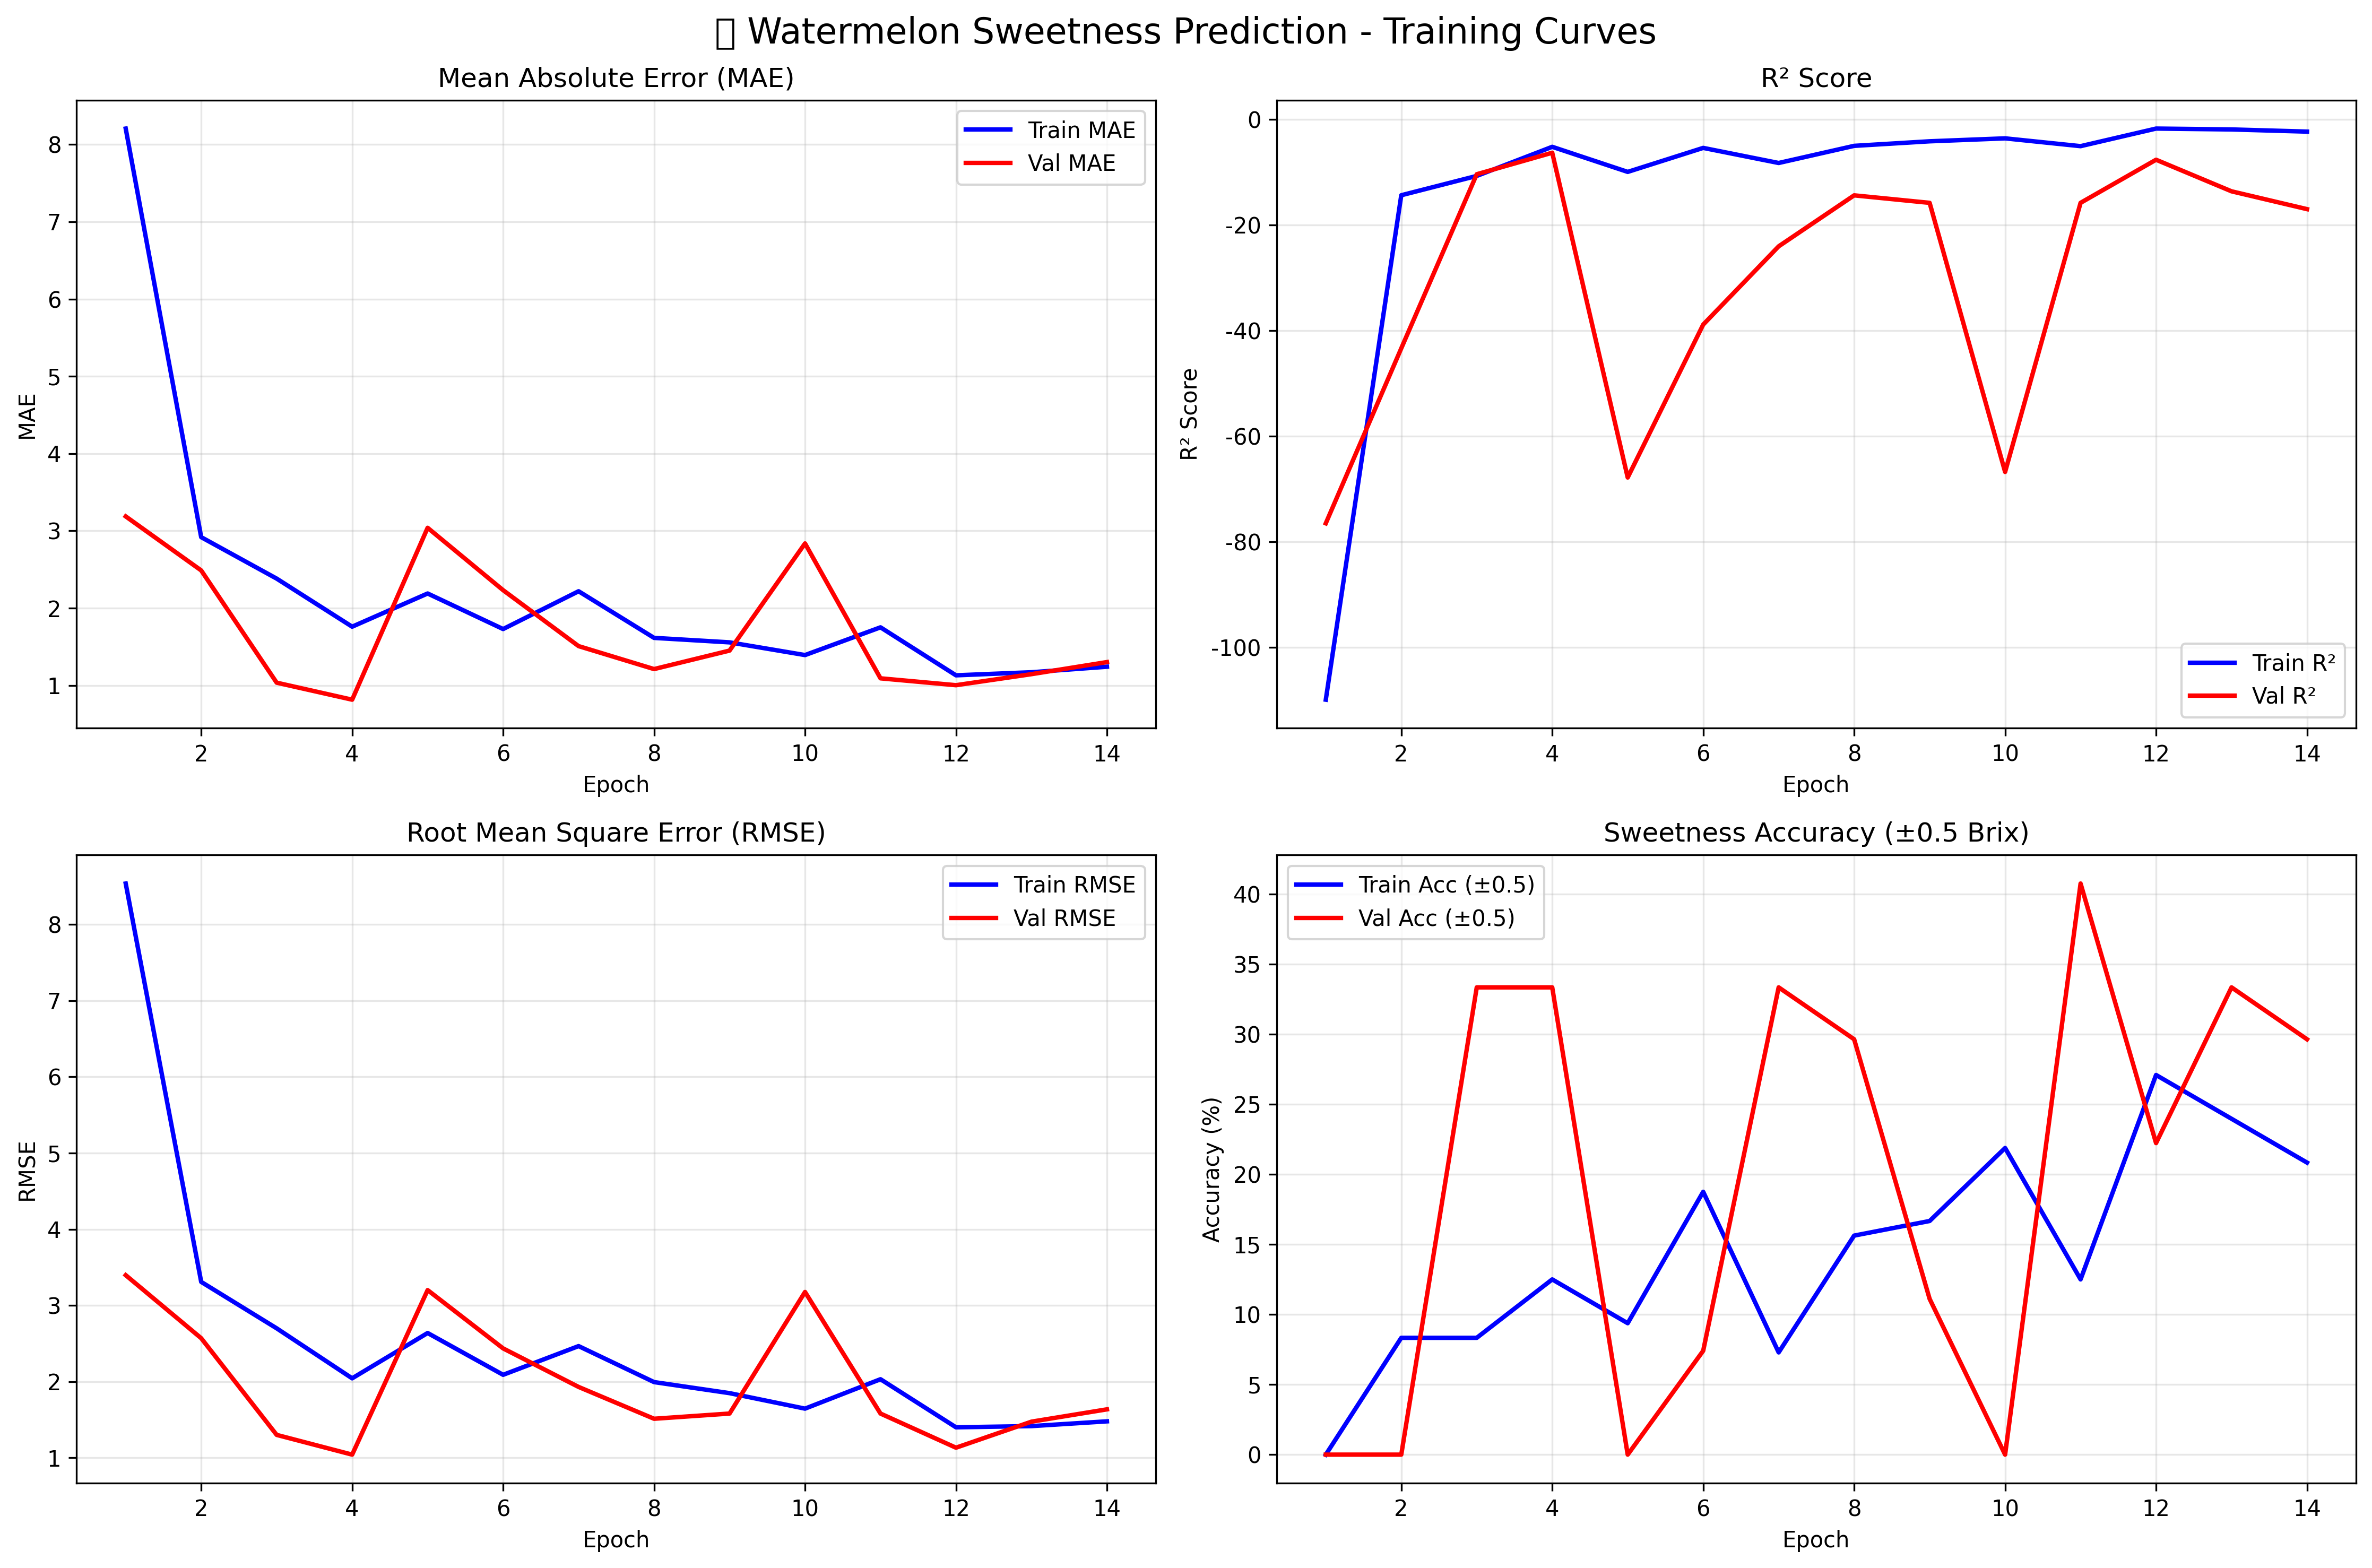 Watermelon Sweetness Prediction - Training Curves
Mean Absolute Error (MAE)
Train MAE
Val MAE
8
7
6
5
4
3
2
1
MAE
2 4 6 8 10 12 14
Epoch
R² Score
0
-20
-40
-60
-80
-100
R² Score
Train R²
Val R²
2 4 6 8 10 12 14
Epoch
Root Mean Square Error (RMSE)
Train RMSE
Val RMSE
8
7
6
5
4
3
2
1
RMSE
2 4 6 8 10 12 14
Epoch
Sweetness Accuracy (±0.5 Brix)
Train Acc (±0.5)
Val Acc (±0.5)
40
35
30
25
20
15
10
5
0
Accuracy (%)
2 4 6 8 10 12 14
Epoch